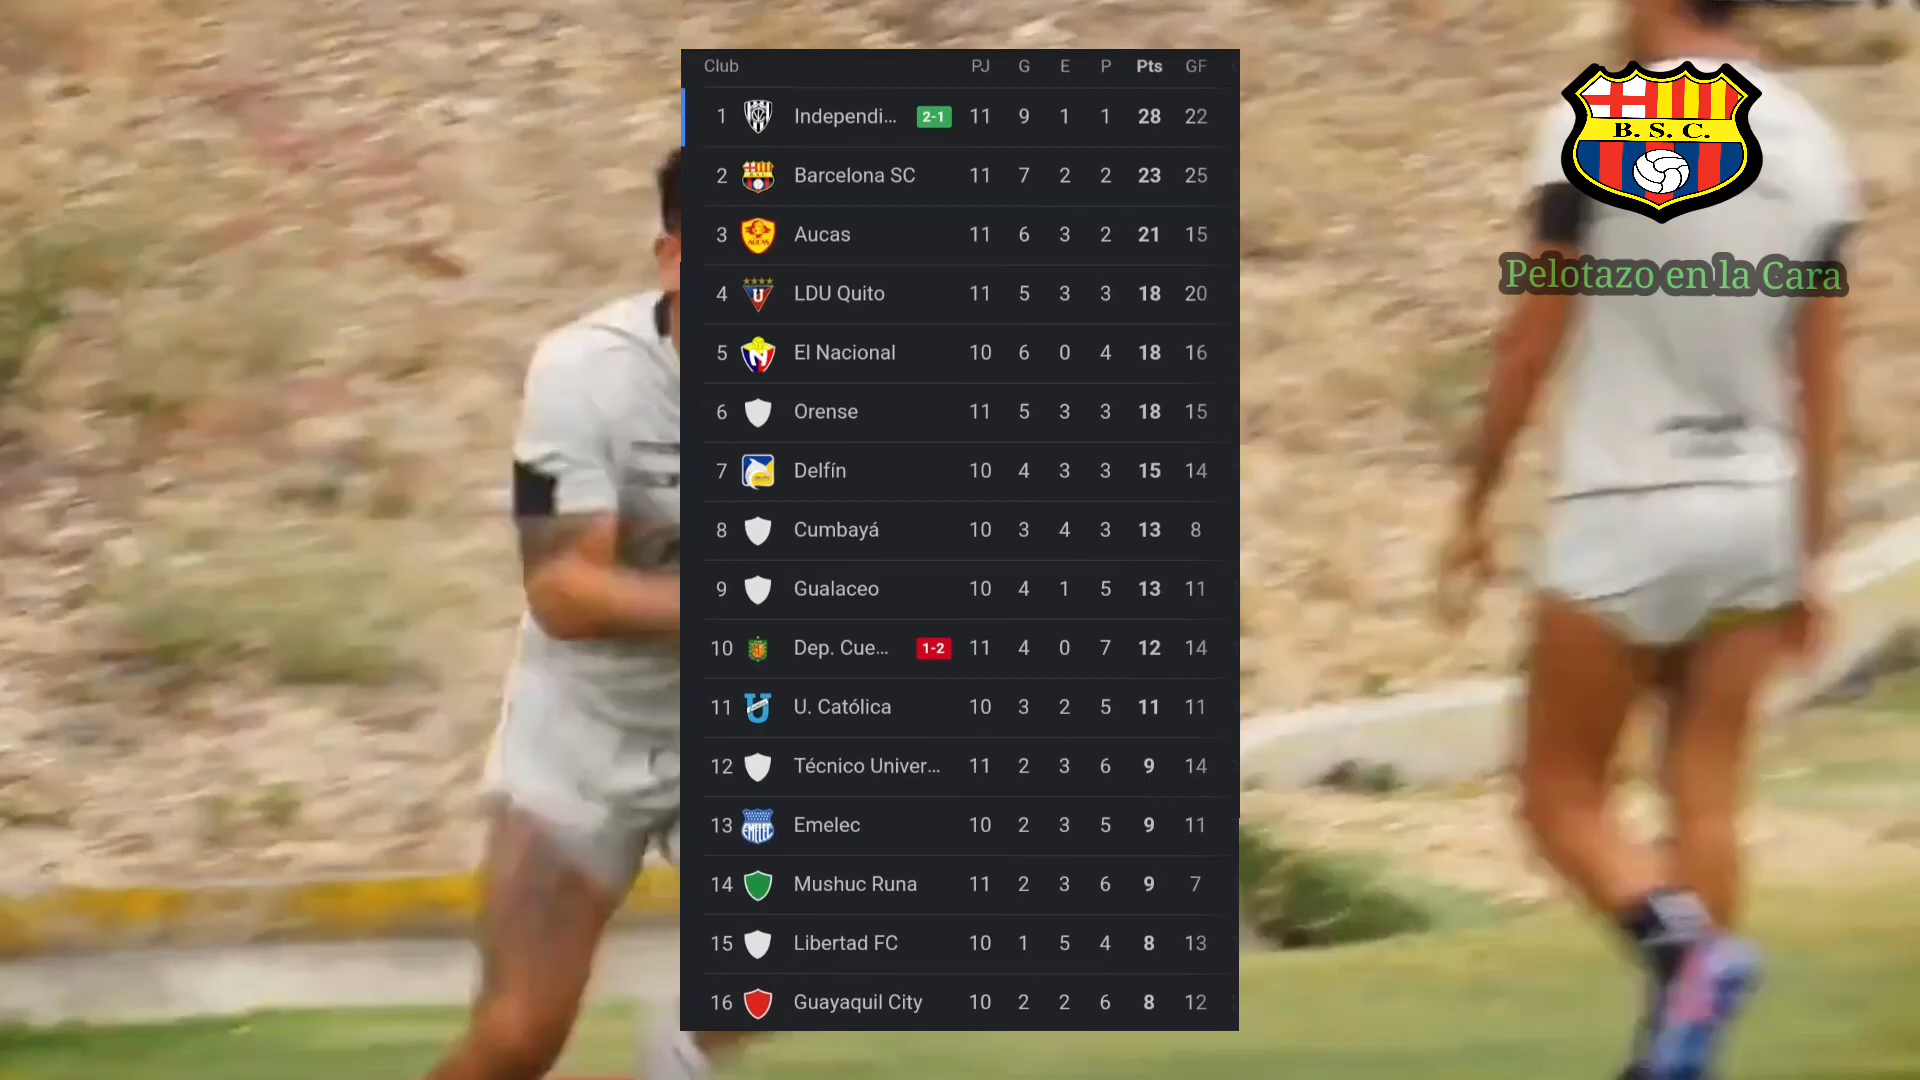 Club PJ G E P Pts GF
1 Independi... 2-1 11 9 1 1 28 22
2 Barcelona SC 11 7 2 2 23 25
3 Aucas 11 6 3 2 21 15
4 LDU Quito 11 5 3 3 18 20
5 El Nacional 10 6 0 4 18 16
6 Orense 11 5 3 3 18 15
7 Delfín 10 4 3 3 15 14
8 Cumbayá 10 3 4 3 13 8
9 Gualaceo 10 4 1 5 13 11
10 Dep. Cue... 1-2 11 4 0 7 12 14
11 U. Católica 10 3 2 5 11 11
12 Técnico Univer... 11 2 3 6 9 14
13 Emelec 10 2 3 5 9 11
14 Mushuc Runa 11 2 3 6 9 7
15 Libertad FC 10 1 5 4 8 13
16 Guayaquil City 10 2 2 6 8 12
B. S. C.
Pelotazo en la Cara
AUCAS
U
N
EMELEC